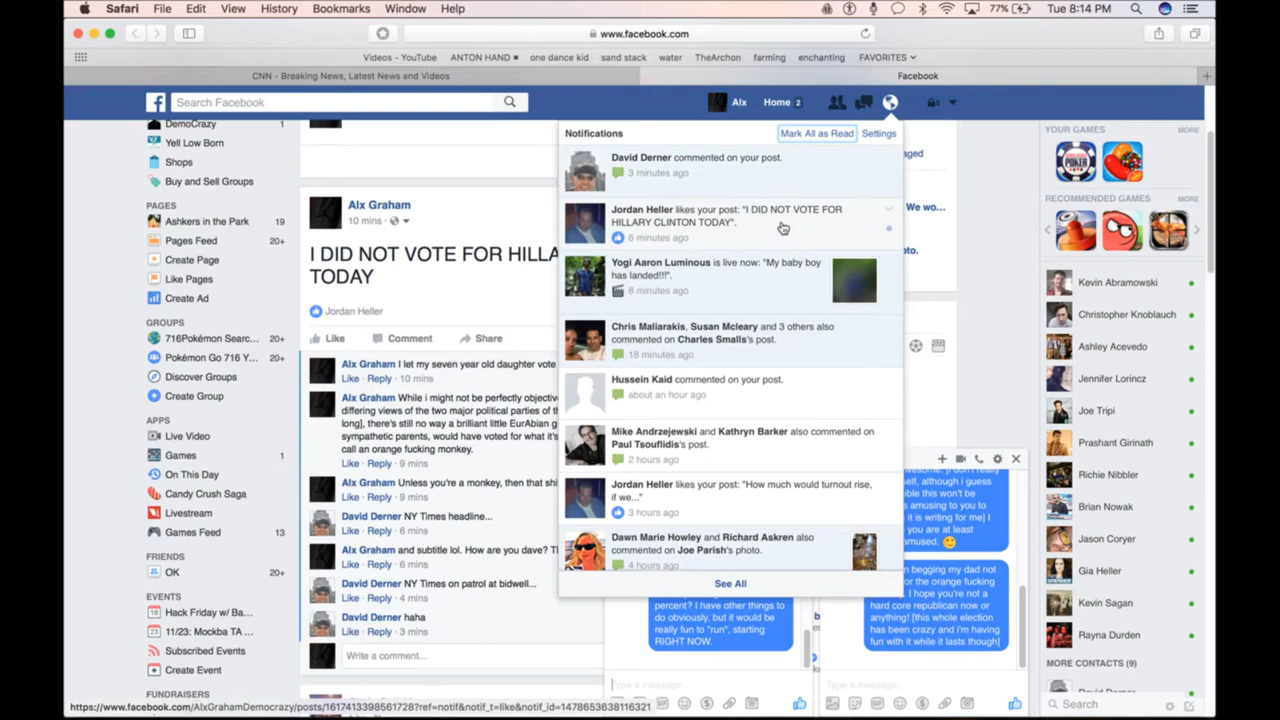 Safari File Edit View History Bookmarks Window Help 77% Tue 8:14 PM
www.facebook.com
Videos - YouTube ANTON HAND one dance kid sand stack water TheArchon farming enchanting FAVORITES
CNN - Breaking News, Latest News and Videos Facebook
Search Facebook Alx Home 2
DemoCrazy 1
Yell Low Born
Shops
Buy and Sell Groups
PAGES
Ashkers in the Park 19
Pages Feed 20+
Create Page
Like Pages
Create Ad
GROUPS
716Pokémon Searc... 20+
Pokémon Go 716 Y... 20+
Discover Groups
Create Group
APPS
Live Video
Games 1
On This Day
Candy Crush Saga
Livestream
Games Feed 13
FRIENDS
OK 20+
EVENTS
Hack Friday w/ Ba...
11/23: Mockba TA ...
Subscribed Events
Create Event
FUNDRAISERS
Alx Graham
10 mins
I DID NOT VOTE FOR HILLA
TODAY
Jordan Heller
Like Comment Share
Alx Graham I let my seven year old daughter vote
Like · Reply · 10 mins
Alx Graham While i might not be perfectly objectiv
differing views of the two major political parties of th
long], there's still no way a brilliant little EurAbian gi
sympathetic parents, would have voted for what it's
of an orange fucking monkey.
Like · Reply · 9 mins
Alx Graham Unless you're a monkey, then that shi
Like · Reply · 9 mins
David Derner NY Times headline...
Like · Reply · 6 mins
Alx Graham and subtitle lol. How are you dave? T
Like · Reply · 6 mins
David Derner NY Times on patrol at bidwell...
Like · Reply · 4 mins
David Derner haha
Like · Reply · 3 mins
Write a comment...
Notifications Mark All as Read Settings
David Derner commented on your post.
3 minutes ago
Jordan Heller likes your post: "I DID NOT VOTE FOR
HILLARY CLINTON TODAY".
6 minutes ago
Yogi Aaron Luminous is live now: "My baby boy
has landed!!!".
8 minutes ago
Chris Maliarakis, Susan Mcleary and 3 others also
commented on Charles Smalls's post.
18 minutes ago
Hussein Kaid commented on your post.
about an hour ago
Mike Andrzejewski and Kathryn Barker also commented on
Paul Tsouflidis's post.
2 hours ago
Jordan Heller likes your post: "How much would turnout rise,
if we..."
3 hours ago
Dawn Marie Howley and Richard Askren also
commented on Joe Parish's photo.
4 hours ago
See All
percent? I have other things to
do obviously, but it would be
really fun to "run", starting
RIGHT NOW.
Type a message...
self, although i guess
ible this won't be
amusing to you to
it is writing for me] I
you are at least
amused.
n begging my dad not
or the orange fucking
I hope you're not a
hard core republican now or
anything! [this whole election
has been crazy and i'm having
fun with it while it lasts though]
Type a message...
aged
We wo...
oto.
YOUR GAMES MORE
RECOMMENDED GAMES MORE
Kevin Abramowski
Christopher Knoblauch
Ashley Acevedo
Jennifer Lorincz
Joe Tripi
Prashant Girinath
Richie Nibbler
Brian Nowak
Jason Coryer
Gia Heller
Kevin Sagan
Rayna Durden
MORE CONTACTS (9)
Search
https://www.facebook.com/AlxGrahamDemocrazy/posts/1617413398561728?ref=notif&notif_t=like&notif_id=1478653638116321